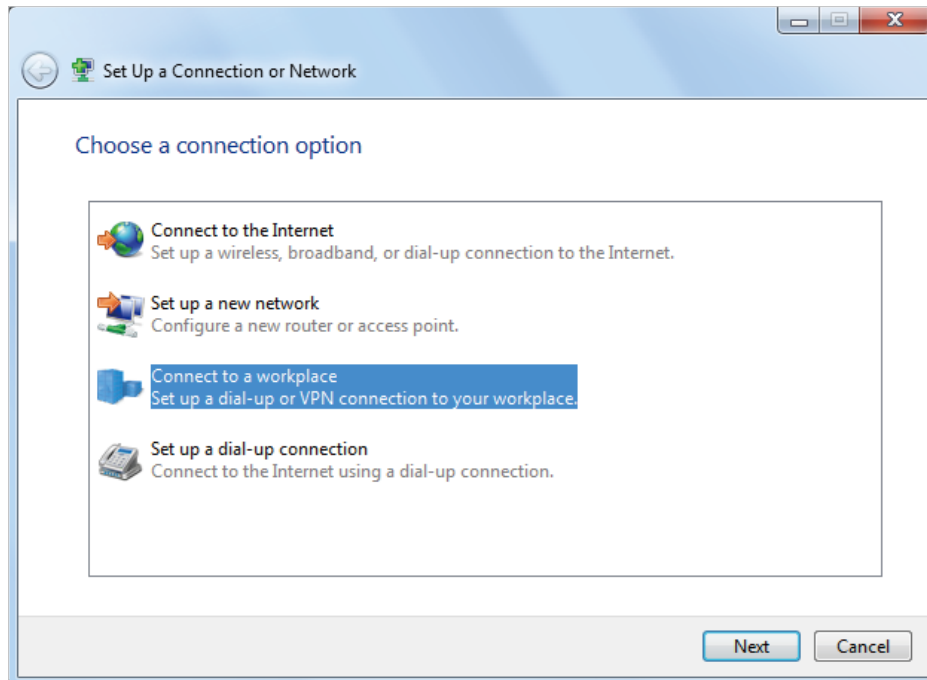 Set Up a Connection or Network
Choose a connection option
Connect to the Internet
Set up a wireless, broadband, or dial-up connection to the Internet.
Set up a new network
Configure a new router or access point.
Connect to a workplace
Set up a dial-up or VPN connection to your workplace.
Set up a dial-up connection
Connect to the Internet using a dial-up connection.
Next
Cancel